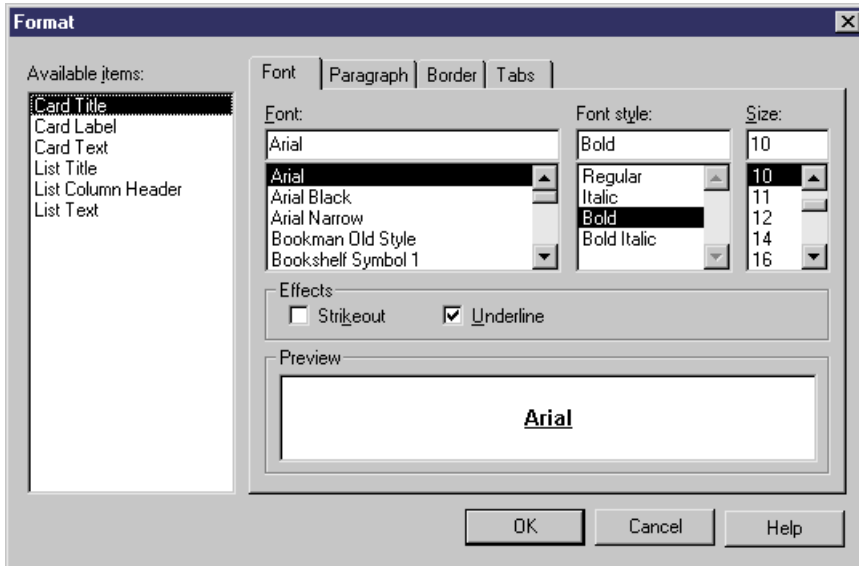 Format
Available items:
Card Title
Card Label
Card Text
List Title
List Column Header
List Text
Font
Paragraph
Border
Tabs
Font:
Arial
Arial
Arial Black
Arial Narrow
Bookman Old Style
Bookshelf Symbol 1
Font style:
Bold
Regular
Italic
Bold
Bold Italic
Size:
10
10
11
12
14
16
Effects
Strikeout
Underline
Preview
Arial
OK
Cancel
Help